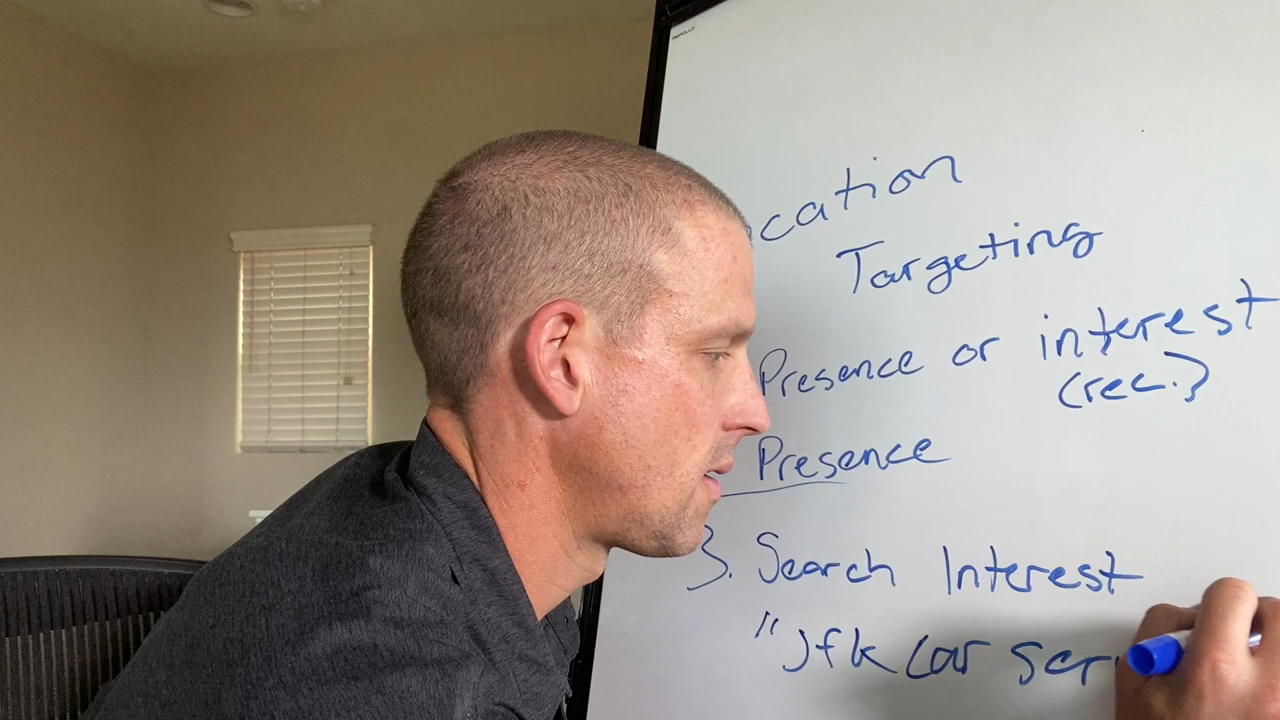 cation
Targeting
Presence or interest
(rec.)
Presence
3. Search Interest
"Jfk car ser